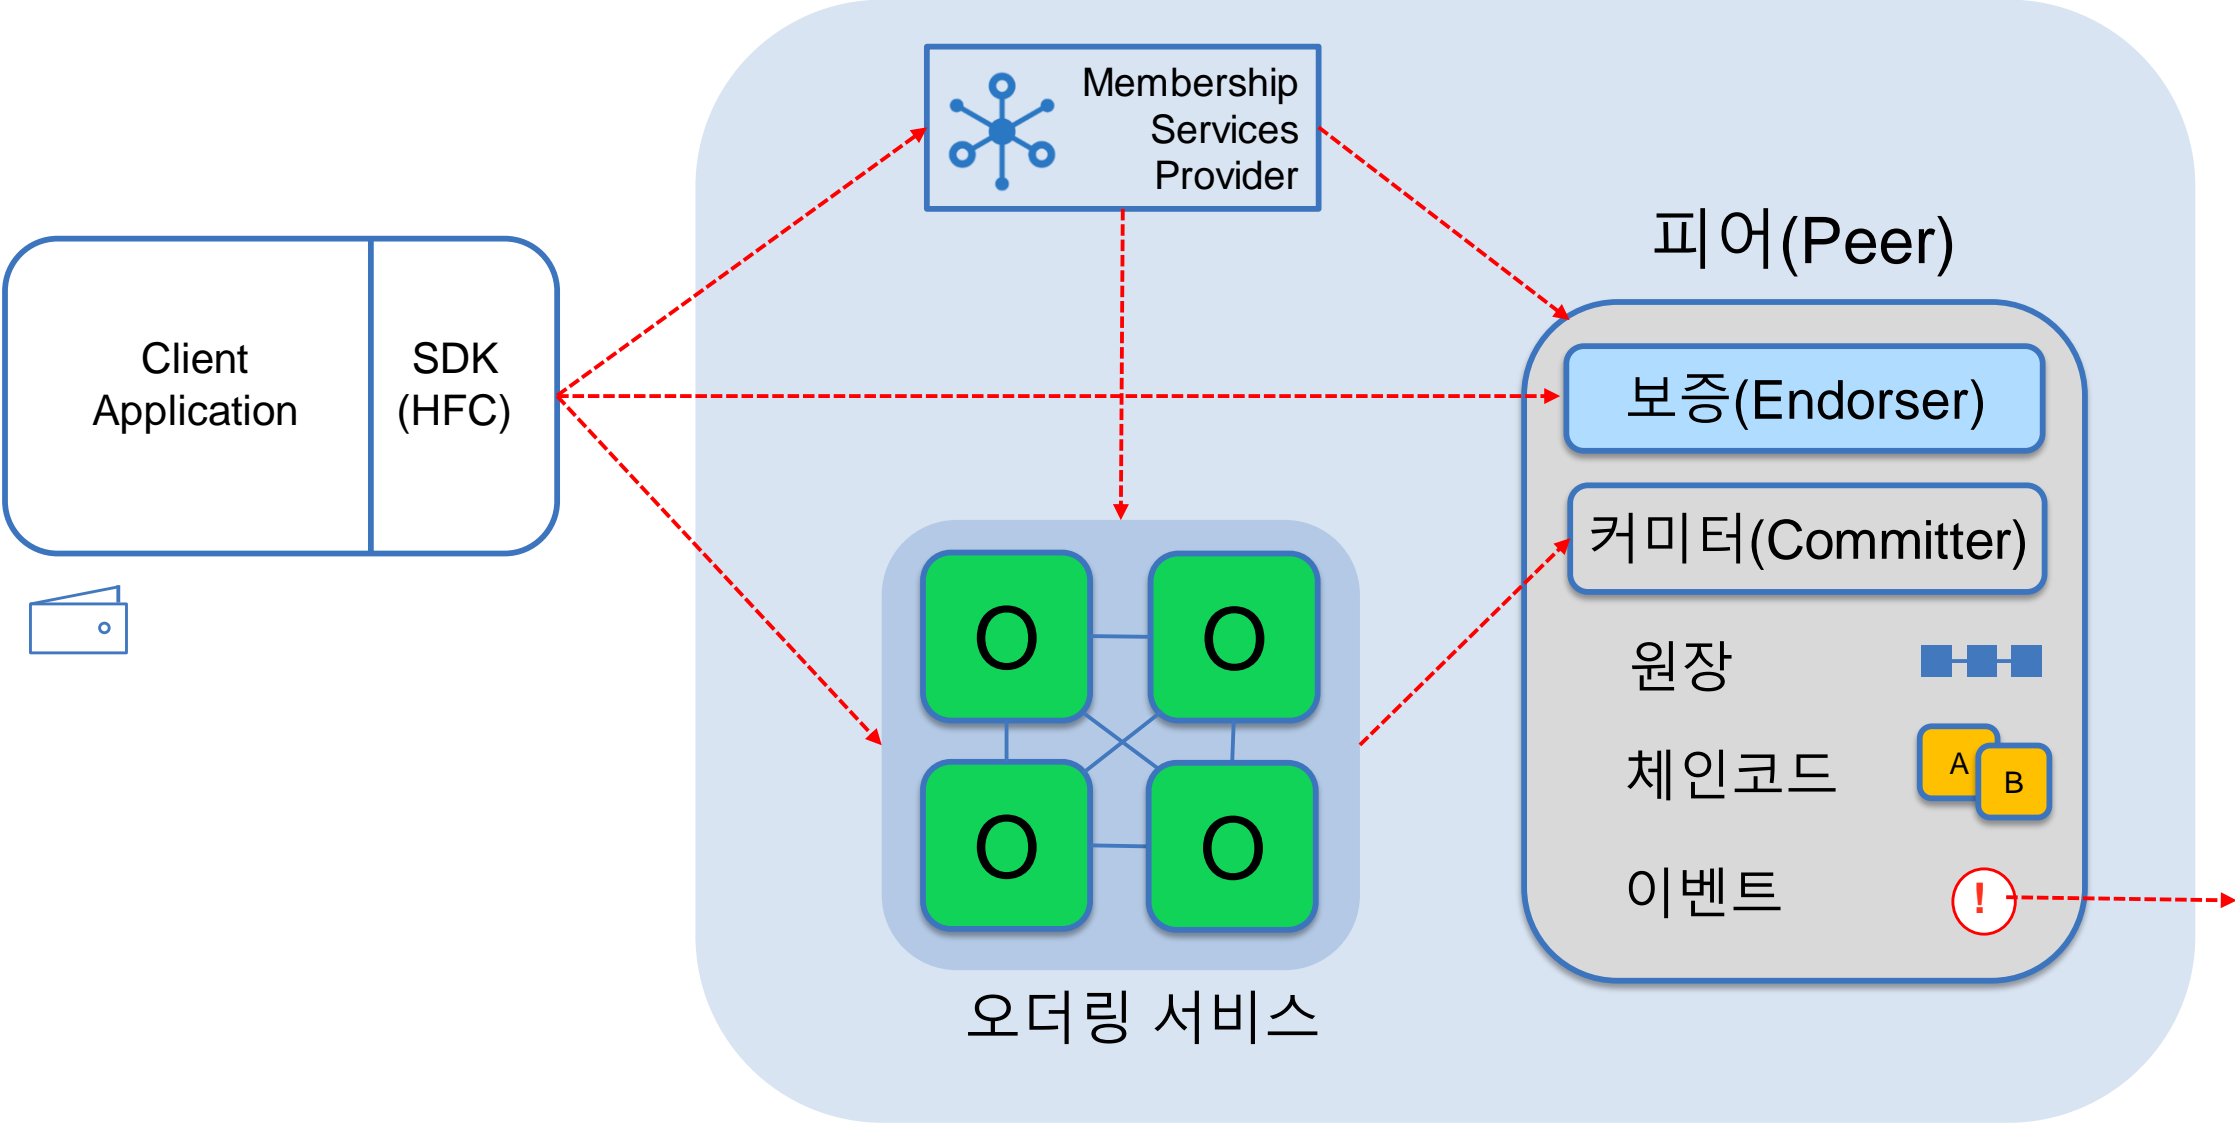 Membership
Services
Provider
Client
Application
SDK
(HFC)
피어(Peer)
보증(Endorser)
커미터(Committer)
원장
체인코드
A
B
이벤트
!
O
O
O
O
오더링 서비스